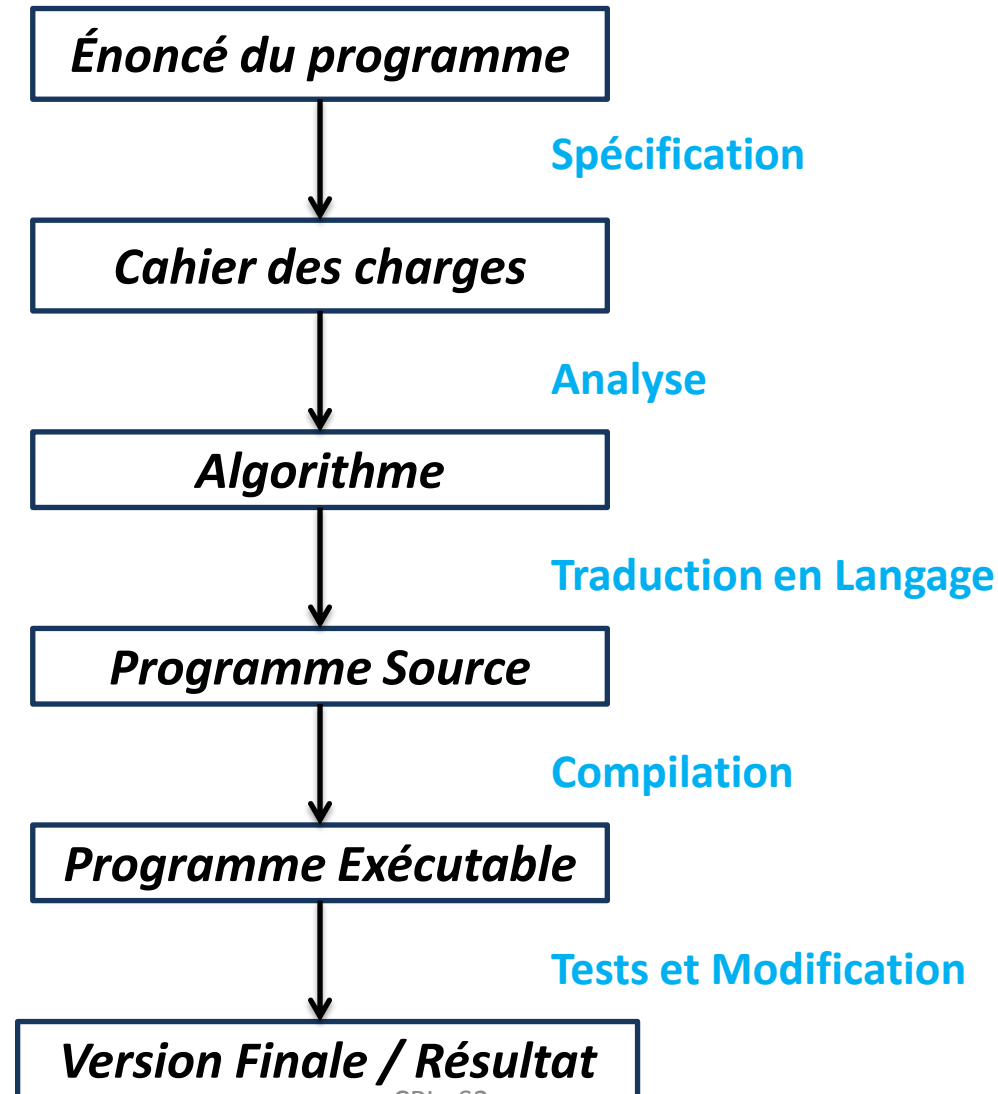 Énoncé du programme
Spécification
Cahier des charges
Analyse
Algorithme
Traduction en Langage
Programme Source
Compilation
Programme Exécutable
Tests et Modification
Version Finale / Résultat